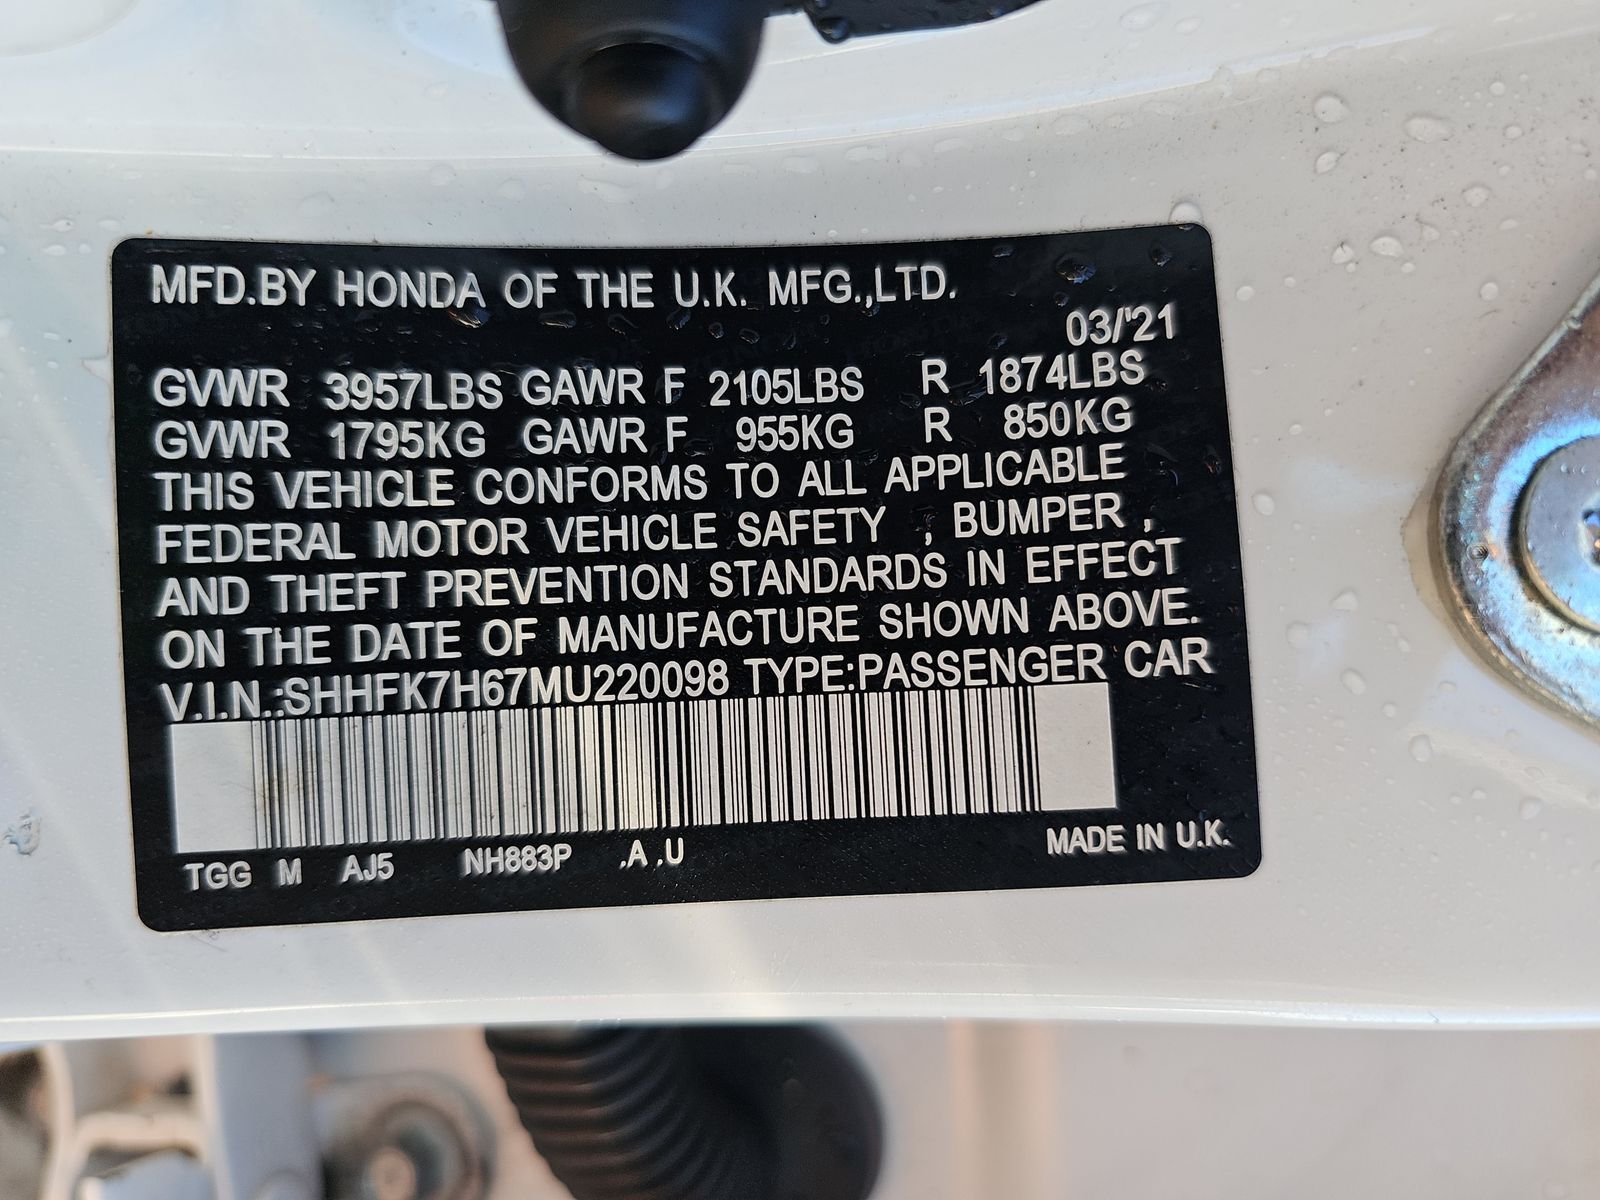 MFD.BY HONDA OF THE U.K. MFG.,LTD.
03/'21
GVWR 3957LBS GAWR F 2105LBS R 1874LBS
GVWR 1795KG GAWR F 955KG R 850KG
THIS VEHICLE CONFORMS TO ALL APPLICABLE
FEDERAL MOTOR VEHICLE SAFETY , BUMPER ,
AND THEFT PREVENTION STANDARDS IN EFFECT
ON THE DATE OF MANUFACTURE SHOWN ABOVE.
V.I.N.:SHHFK7H67MU220098 TYPE:PASSENGER CAR
TGG M AJ5 NH883P .A ,U MADE IN U.K.